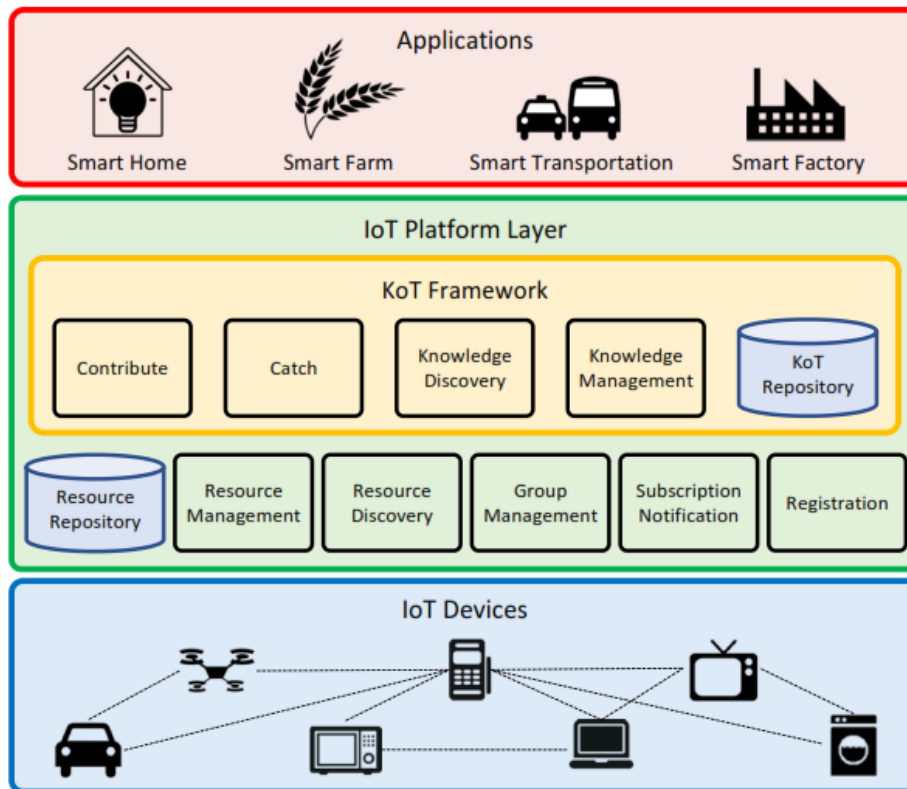 Applications
Smart Home
Smart Farm
Smart Transportation
Smart Factory
IoT Platform Layer
KoT Framework
Contribute
Catch
Knowledge
Discovery
Knowledge
Management
KoT
Repository
Resource
Repository
Resource
Management
Resource
Discovery
Group
Management
Subscription
Notification
Registration
IoT Devices